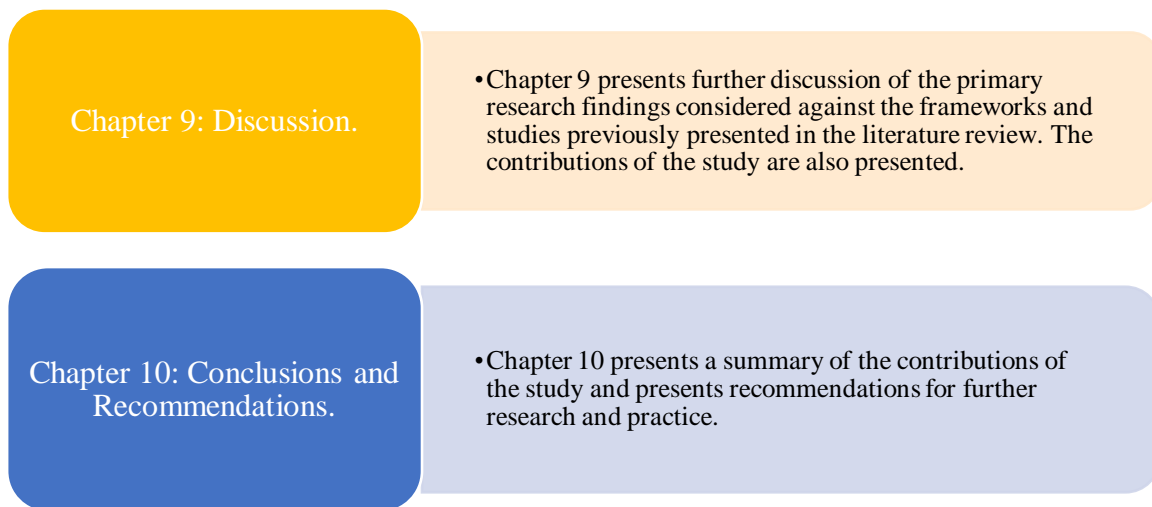 Chapter 9: Discussion.
•Chapter 9 presents further discussion of the primary
research findings considered against the frameworks and
studies previously presented in the literature review. The
contributions of the study are also presented.
Chapter 10: Conclusions and
Recommendations.
•Chapter 10 presents a summary of the contributions of
the study and presents recommendations for further
research and practice.